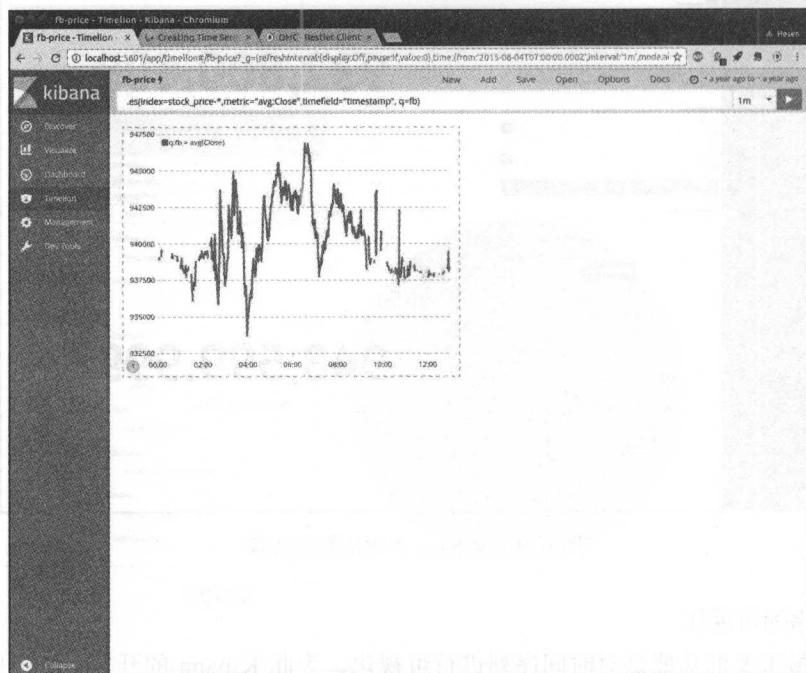 fb-price - Timelion - Kibana - Chromium
fb-price - Timelion - × Creating Time Seri × DHC - Restlet Client ×
Hesen
localhost:5601/app/timelion#/fb-price?_g=(refreshInterval:(display:Off,pause:!f,value:0),time:(from:'2015-08-04T07:00:00.000Z',interval:'1m',mode:
kibana
fb-price
New Add Save Open Options Docs a year ago to a year ago
.es(index=stock_price-*,metric="avg:Close",timefield="timestamp", q=fb)
1m
Discover
Visualize
Dashboard
Timelion
Management
Dev Tools
Collapse
q:fb > avg(Close)
947500
945000
942500
940000
937500
935000
932500
00:00 02:00 04:00 06:00 08:00 10:00 12:00
1